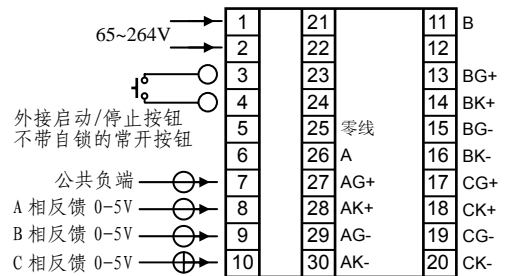 65~264V
外接启动/停止按钮
不带自锁的常开按钮
公共负端
A 相反馈 0-5V
B 相反馈 0-5V
C 相反馈 0-5V
1 21 11 B
2 22 12
3 23 13 BG+
4 24 14 BK+
5 25 零线 15 BG-
6 26 A 16 BK-
7 27 AG+ 17 CG+
8 28 AK+ 18 CK+
9 29 AG- 19 CG-
10 30 AK- 20 CK-